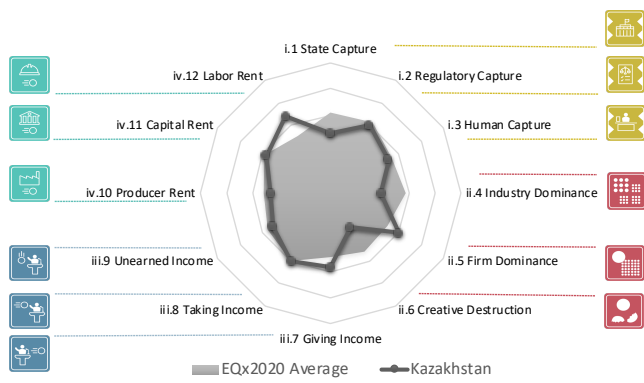 i.1 State Capture
iv.12 Labor Rent
i.2 Regulatory Capture
iv.11 Capital Rent
i.3 Human Capture
iv.10 Producer Rent
ii.4 Industry Dominance
iii.9 Unearned Income
ii.5 Firm Dominance
iii.8 Taking Income
ii.6 Creative Destruction
iii.7 Giving Income
EQx2020 Average
Kazakhstan